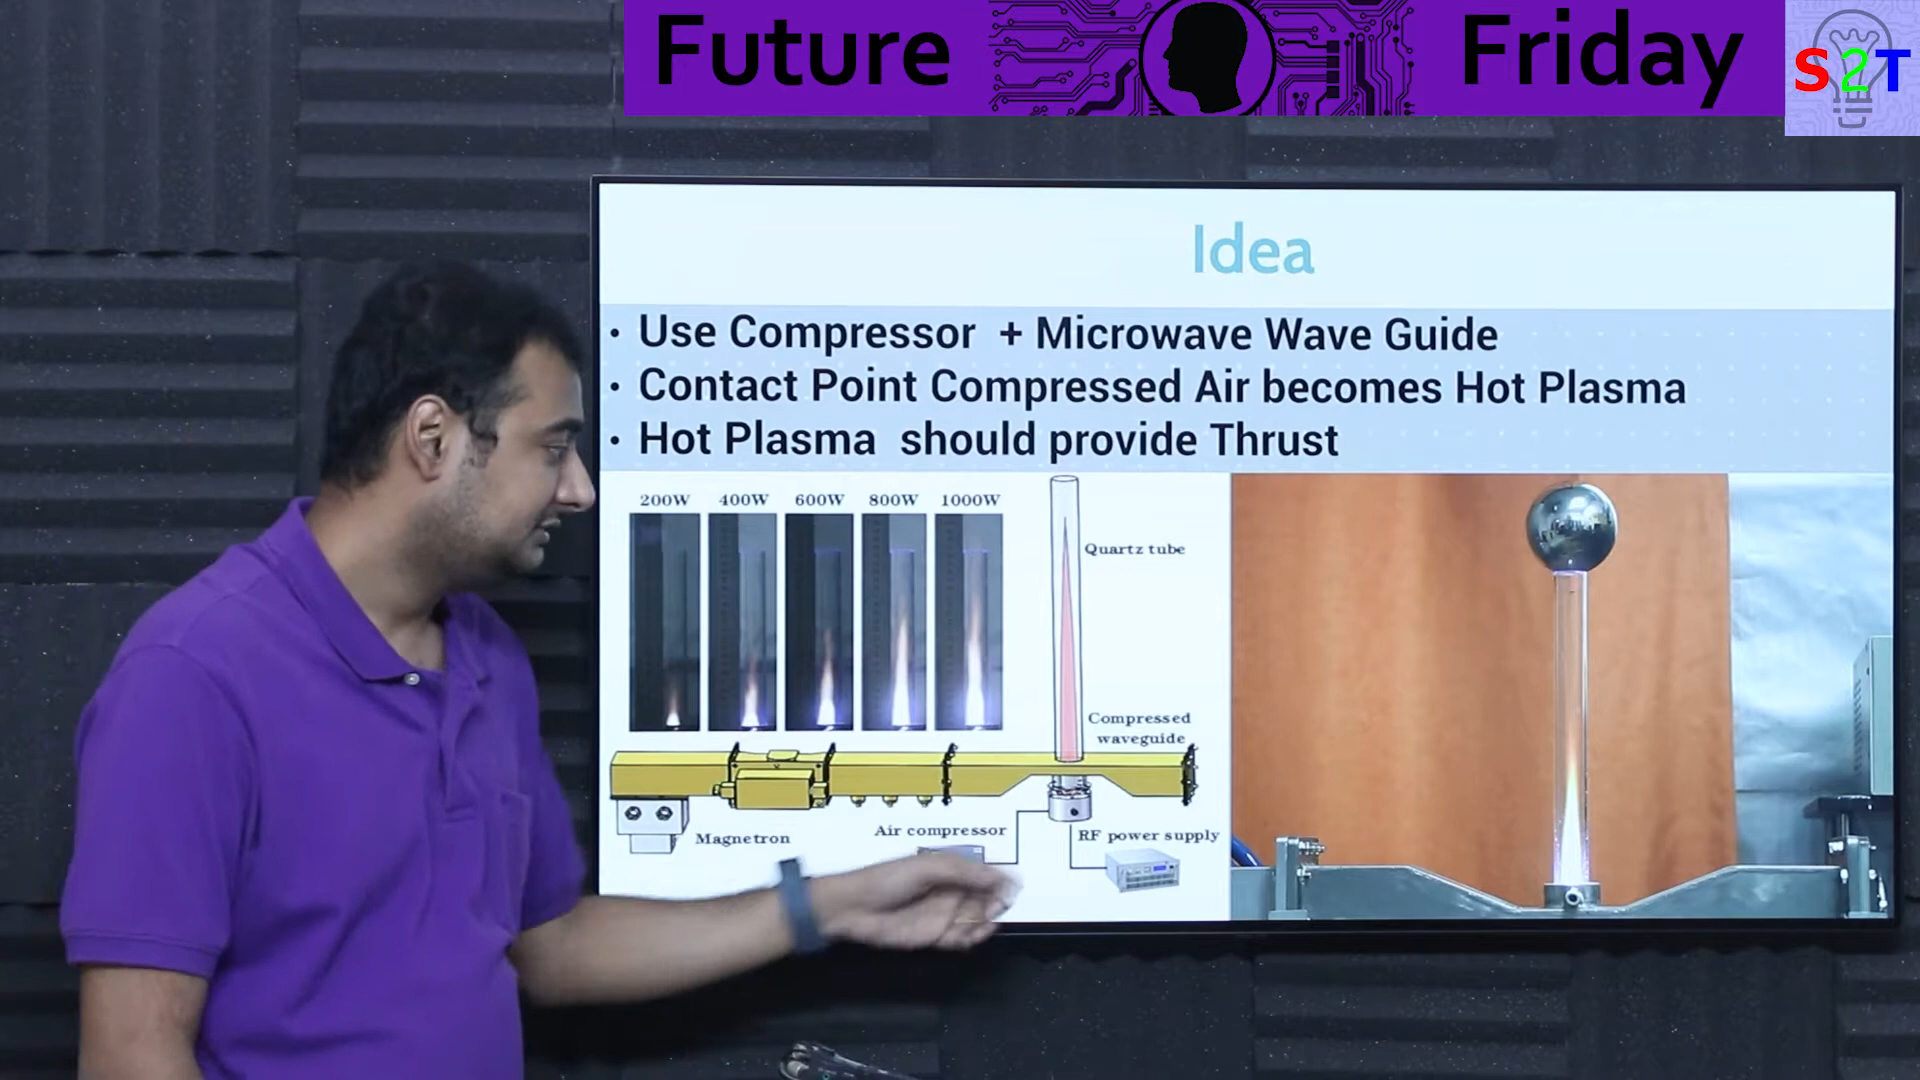 Future Friday
S2T
Idea
• Use Compressor + Microwave Wave Guide
• Contact Point Compressed Air becomes Hot Plasma
• Hot Plasma should provide Thrust
200W 400W 600W 800W 1000W
Quartz tube
Compressed
waveguide
Magnetron
Air compressor
RF power supply